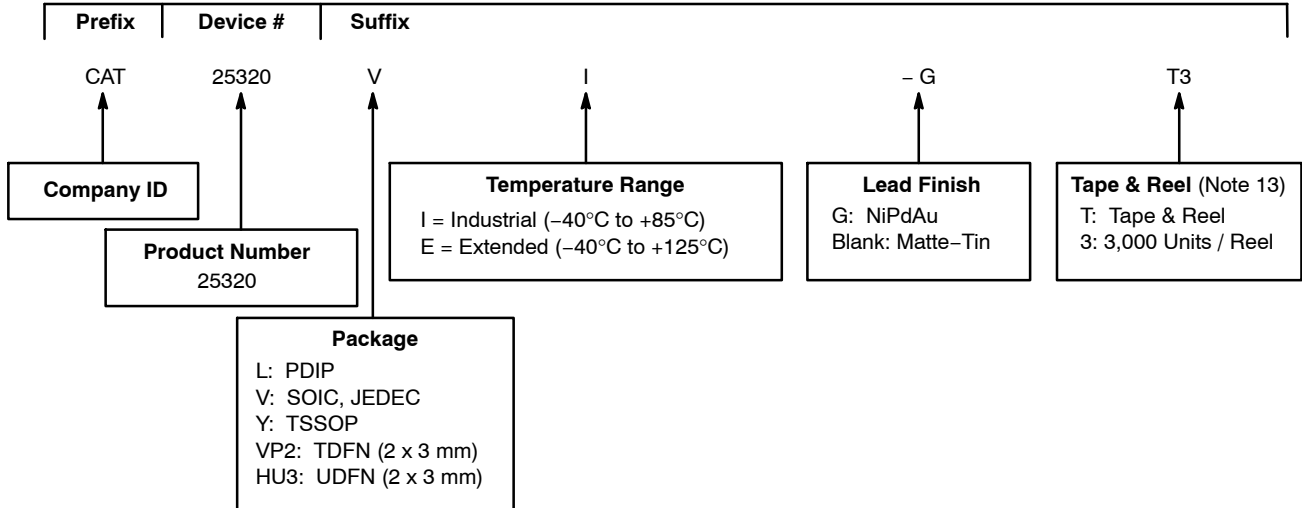 Prefix Device # Suffix
CAT 25320 V I – G T3
Company ID
Product Number
25320
Package
L: PDIP
V: SOIC, JEDEC
Y: TSSOP
VP2: TDFN (2 x 3 mm)
HU3: UDFN (2 x 3 mm)
Temperature Range
I = Industrial (−40°C to +85°C)
E = Extended (−40°C to +125°C)
Lead Finish
G: NiPdAu
Blank: Matte−Tin
Tape & Reel (Note 13)
T: Tape & Reel
3: 3,000 Units / Reel